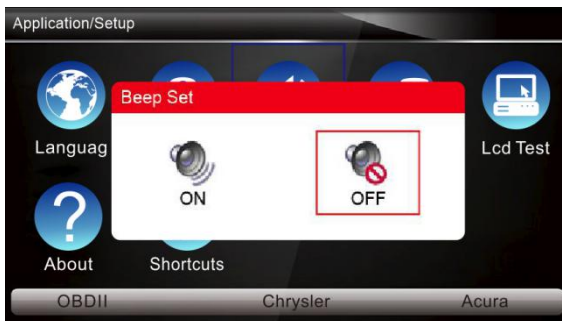 Application/Setup
Beep Set
Languag
ON
OFF
Lcd Test
About
Shortcuts
OBDII
Chrysler
Acura